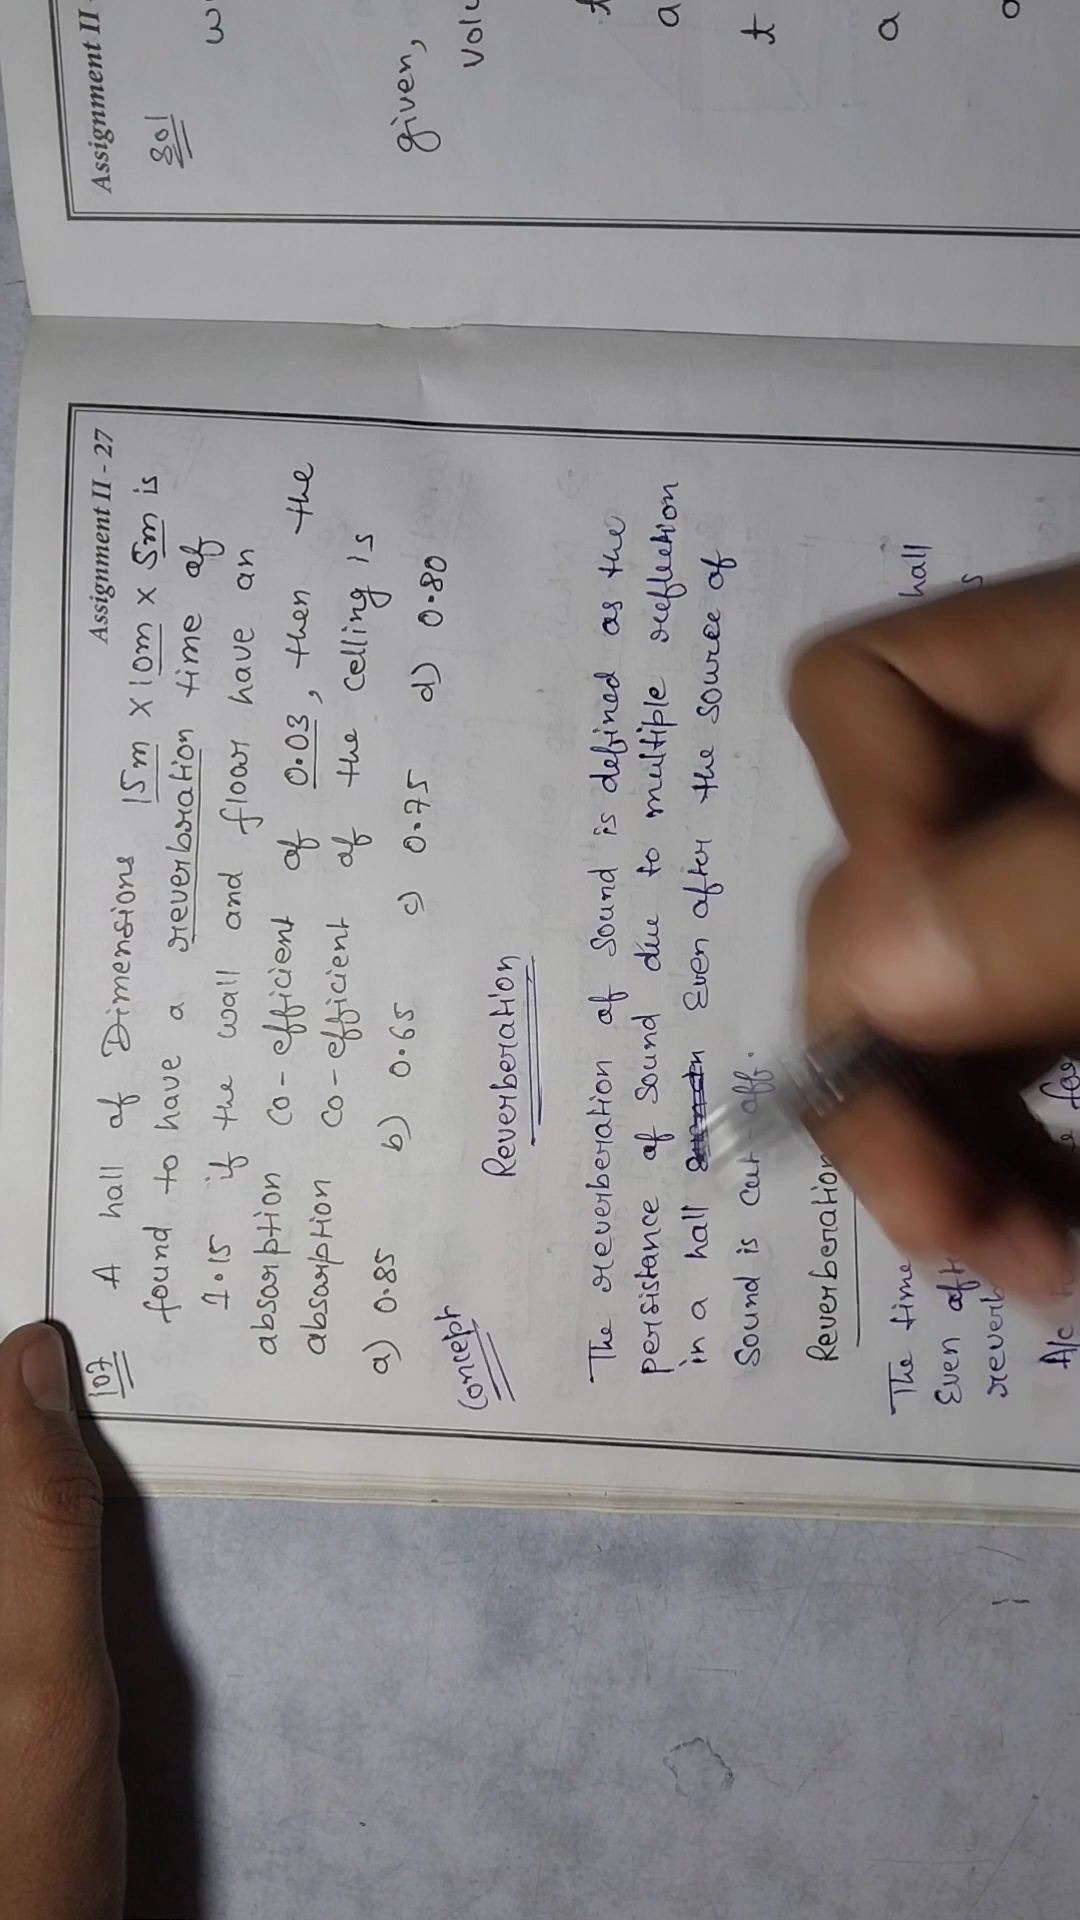 Assignment II - 27
107 A hall of Dimensions 15m x 10m x 5m is
found to have a reverberation time of
1.15 if the wall and floor have an
absorption co-efficient of 0.03, then the
absorption co-efficient of the celling is
a) 0.85 b) 0.65 c) 0.75 d) 0.80
Concept
Reverberation
The reverberation of sound is defined as the
persistance of sound due to multiple reflection
in a hall Even after the source of
Sound is cut-off.
Reverberation
The time hall
Even
reverb
A/c
Assignment II
sol
given,